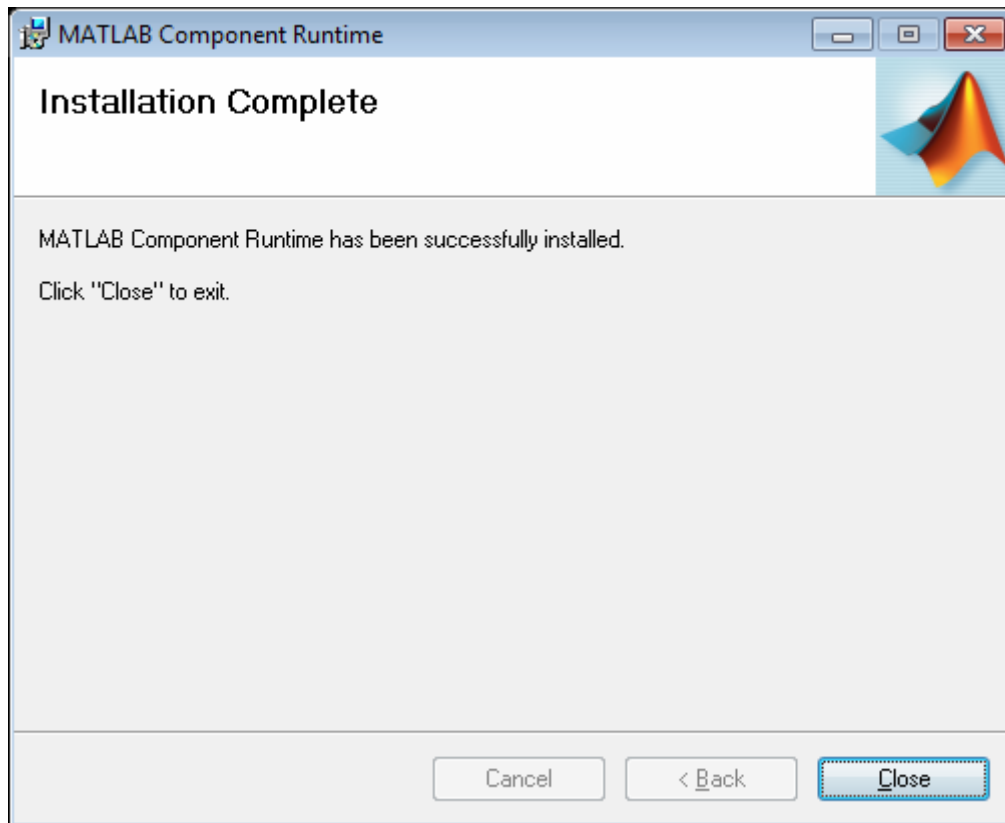 MATLAB Component Runtime
Installation Complete
MATLAB Component Runtime has been successfully installed.
Click "Close" to exit.
Cancel
< Back
Close